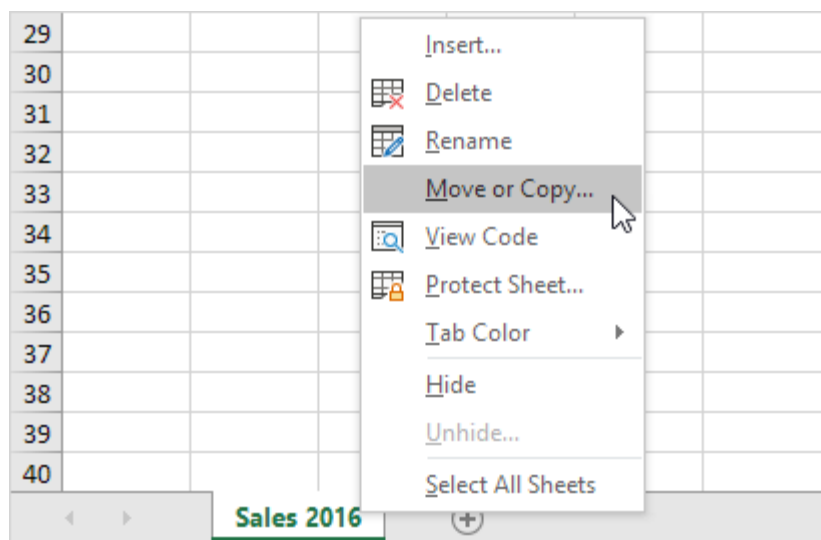 29
Insert...
30
Delete
31
32
Rename
33
Move or Copy...
34
View Code
35
Protect Sheet...
36
Tab Color
37
38
Hide
39
Unhide...
40
Select All Sheets
Sales 2016